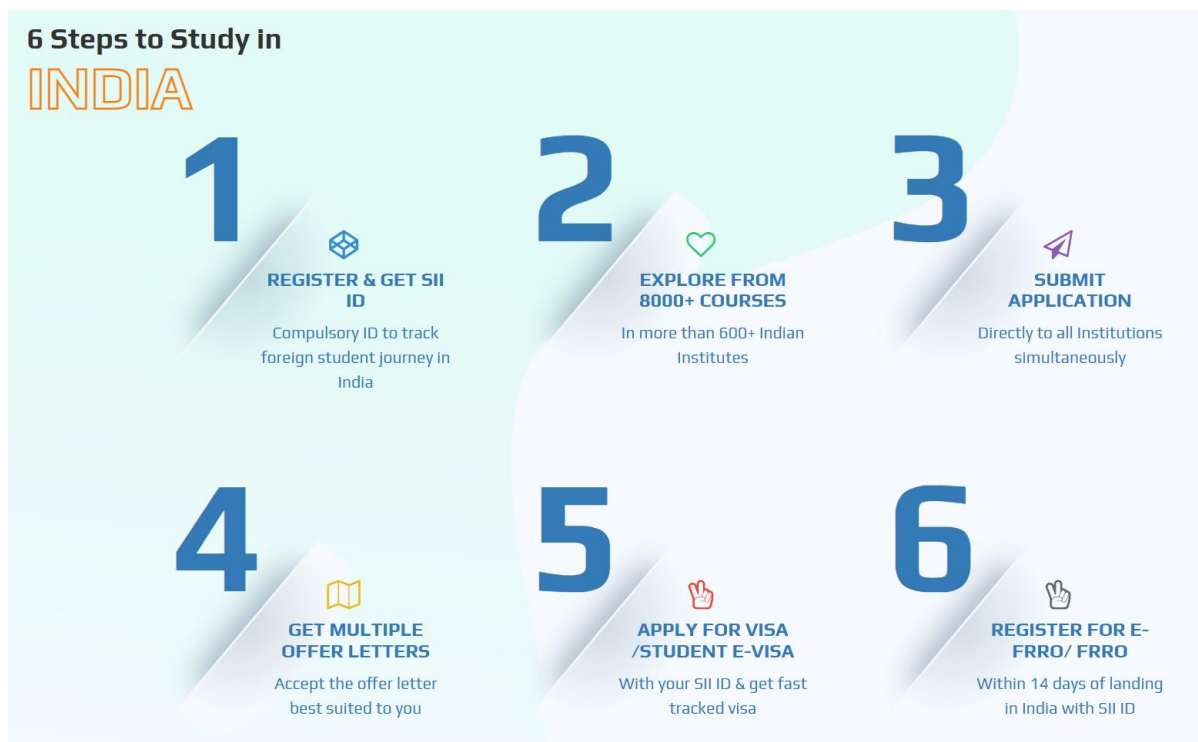 6 Steps to Study in
INDIA
1
REGISTER & GET SII
ID
Compulsory ID to track
foreign student journey in
India
2
EXPLORE FROM
8000+ COURSES
In more than 600+ Indian
Institutes
3
SUBMIT
APPLICATION
Directly to all Institutions
simultaneously
4
GET MULTIPLE
OFFER LETTERS
Accept the offer letter
best suited to you
5
APPLY FOR VISA
/STUDENT E-VISA
With your SII ID & get fast
tracked visa
6
REGISTER FOR E-
FRRO/ FRRO
Within 14 days of landing
in India with SII ID